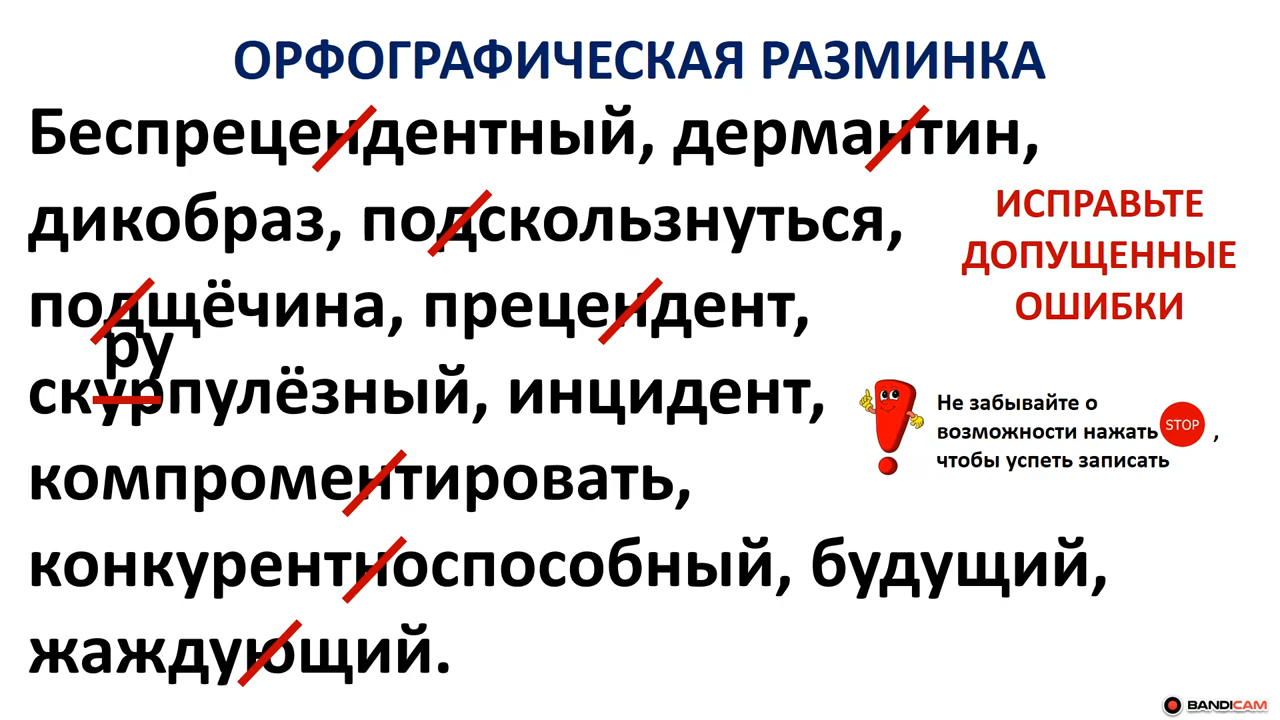 ОРФОГРАФИЧЕСКАЯ РАЗМИНКА
Беспрецендентный, дермантин,
дикобраз, подскользнуться,
подщёчина, прецендент,
ру
скурпулёзный, инцидент,
компроментировать,
конкурентноспособный, будущий,
жаждующий.
ИСПРАВЬТЕ
ДОПУЩЕННЫЕ
ОШИБКИ
Не забывайте о
возможности нажать STOP ,
чтобы успеть записать
BANDICAM